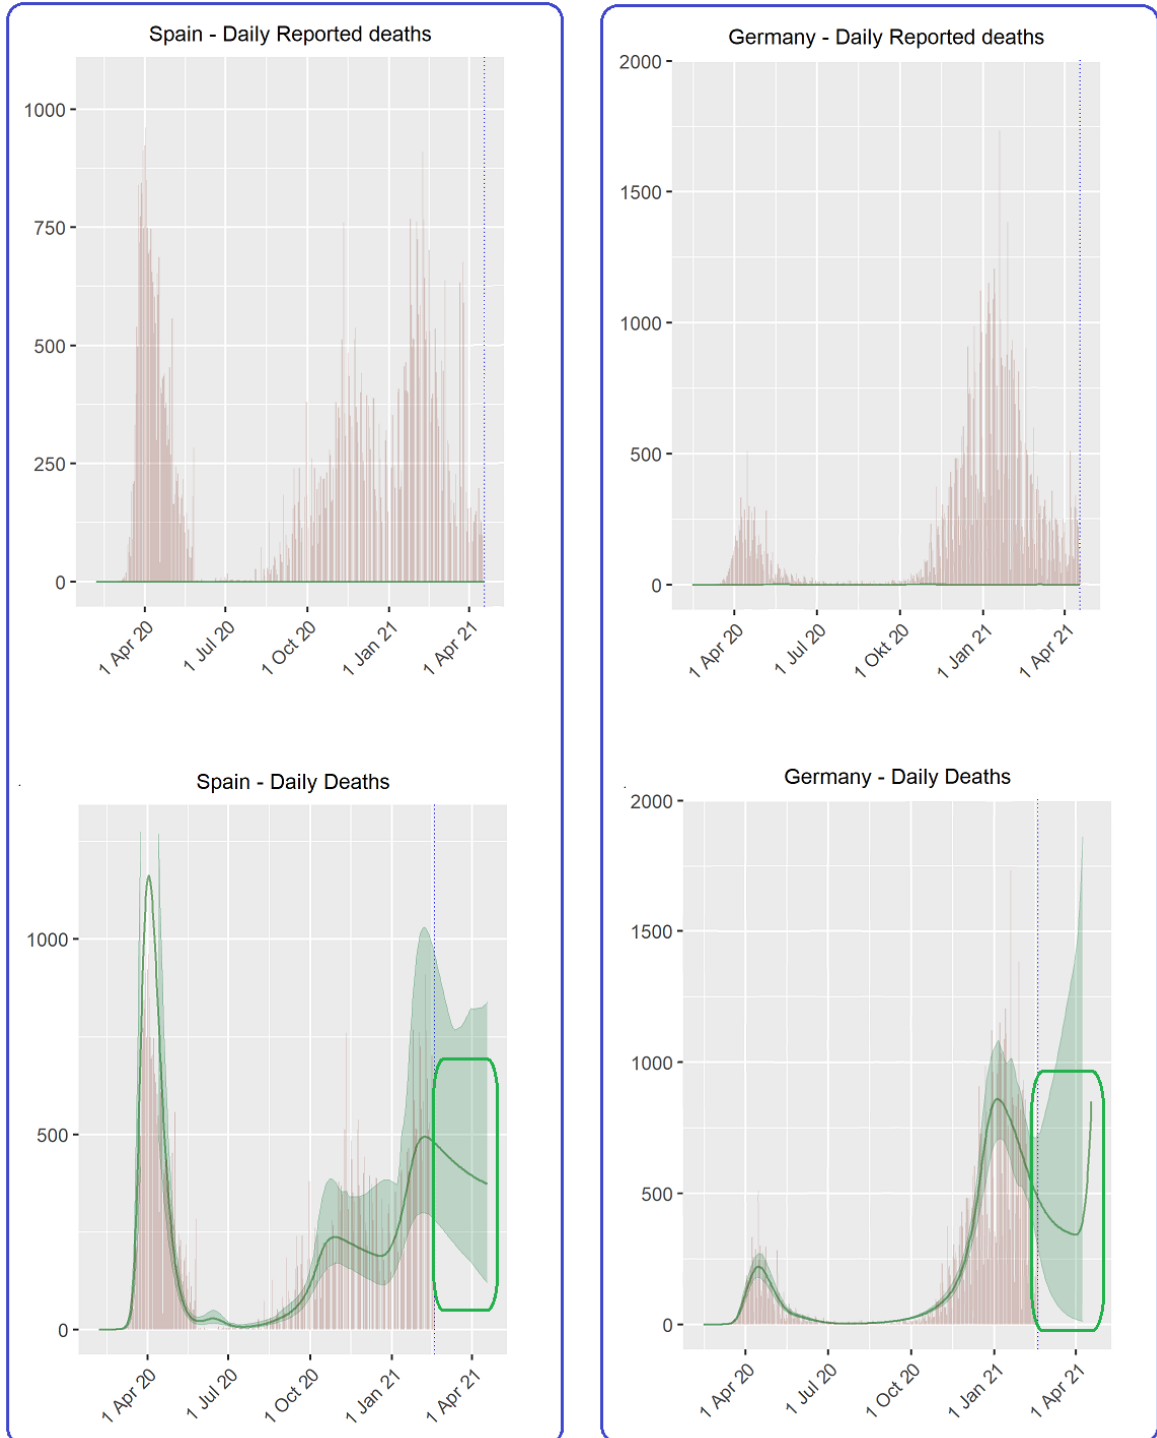 Spain - Daily Reported deaths
1000
750
500
250
0
1 Apr 20
1 Jul 20
1 Oct 20
1 Jan 21
1 Apr 21
Germany - Daily Reported deaths
2000
1500
1000
500
0
1 Apr 20
1 Jul 20
1 Okt 20
1 Jan 21
1 Apr 21
Spain - Daily Deaths
1000
500
0
1 Apr 20
1 Jul 20
1 Oct 20
1 Jan 21
1 Apr 21
Germany - Daily Deaths
2000
1500
1000
500
0
1 Apr 20
1 Jul 20
1 Oct 20
1 Jan 21
1 Apr 21